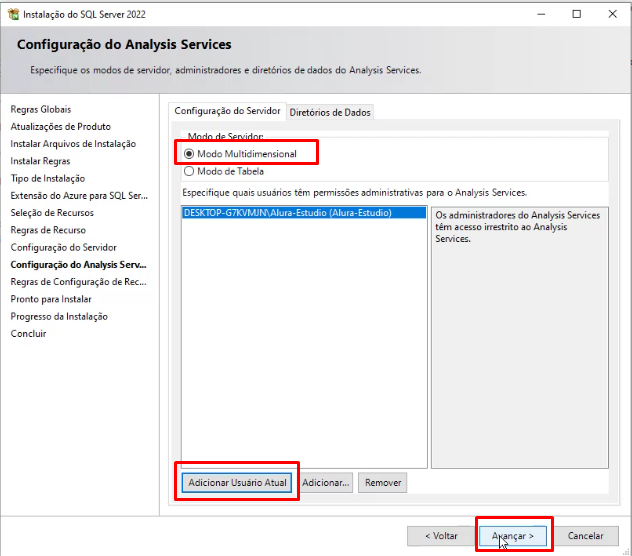 Instalação do SQL Server 2022
Configuração do Analysis Services
Especifique os modos de servidor, administradores e diretórios de dados do Analysis Services.
Regras Globais
Atualizações de Produto
Instalar Arquivos de Instalação
Instalar Regras
Tipo de Instalação
Extensão do Azure para SQL Ser...
Seleção de Recursos
Regras de Recurso
Configuração do Servidor
Configuração do Analysis Serv...
Regras de Configuração de Rec...
Pronto para Instalar
Progresso da Instalação
Concluir
Configuração do Servidor
Diretórios de Dados
Modo de Servidor:
Modo Multidimensional
Modo de Tabela
Especifique quais usuários têm permissões administrativas para o Analysis Services.
DESKTOP-G7KVMJN\Alura-Estudio (Alura-Estudio)
Os administradores do Analysis Services
têm acesso irrestrito ao Analysis
Services.
Adicionar Usuário Atual
Adicionar...
Remover
< Voltar
Avançar >
Cancelar